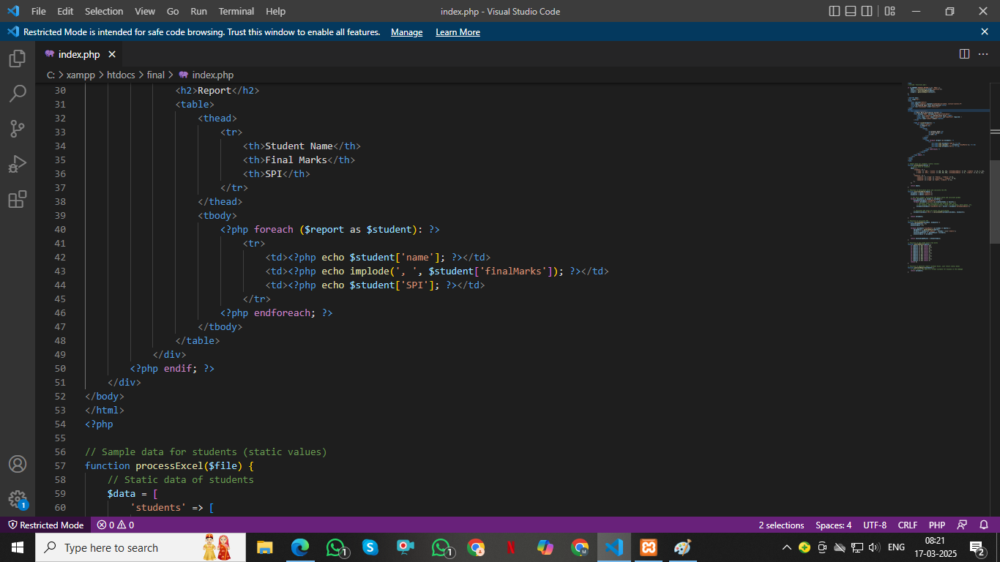 File Edit Selection View Go Run Terminal Help index.php - Visual Studio Code
Restricted Mode is intended for safe code browsing. Trust this window to enable all features. Manage Learn More
index.php
C: > xampp > htdocs > final > index.php
30 <h2>Report</h2>
31 <table>
32 <thead>
33 <tr>
34 <th>Student Name</th>
35 <th>Final Marks</th>
36 <th>SPI</th>
37 </tr>
38 </thead>
39 <tbody>
40 <?php foreach ($report as $student): ?>
41 <tr>
42 <td><?php echo $student['name']; ?></td>
43 <td><?php echo implode(', ', $student['finalMarks']); ?></td>
44 <td><?php echo $student['SPI']; ?></td>
45 </tr>
46 <?php endforeach; ?>
47 </tbody>
48 </table>
49 </div>
50 <?php endif; ?>
51 </div>
52 </body>
53 </html>
54 <?php
55
56 // Sample data for students (static values)
57 function processExcel($file) {
58 // Static data of students
59 $data = [
60 'students' => [
1
Restricted Mode 0 0 2 selections Spaces: 4 UTF-8 CRLF PHP
Type here to search 1 1 ENG 08:21
17-03-2025 2